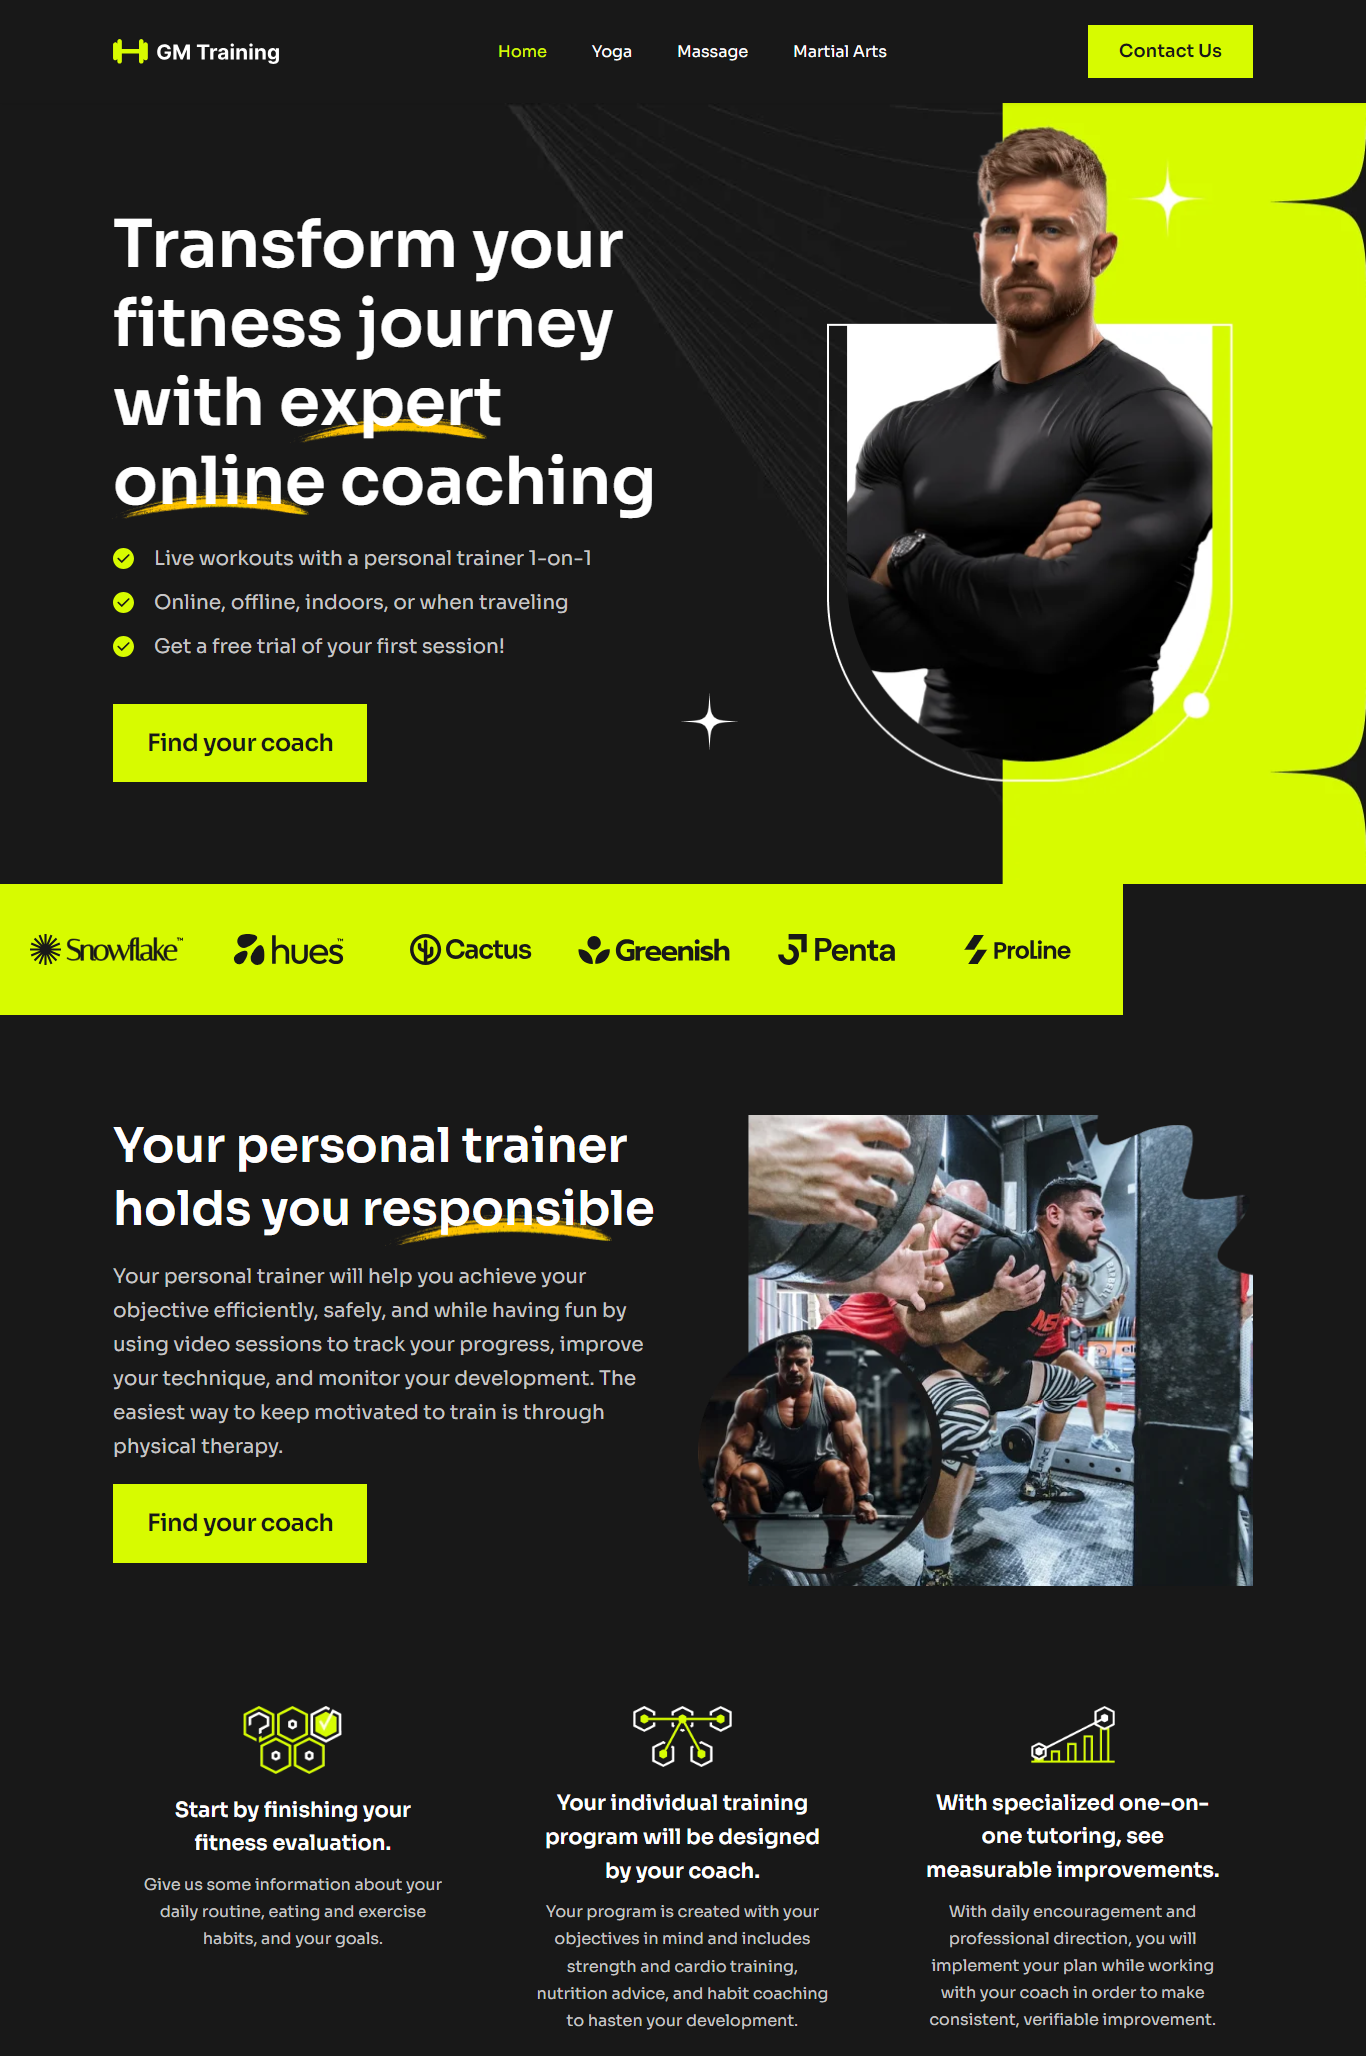 GM Training
Home
Yoga
Massage
Martial Arts
Contact Us
Transform your
fitness journey
with expert
online coaching
Live workouts with a personal trainer 1-on-1
Online, offline, indoors, or when traveling
Get a free trial of your first session!
Find your coach
Snowflake™
hues™
Cactus
Greenish
Penta
ProLine
Your personal trainer
holds you responsible
Your personal trainer will help you achieve your
objective efficiently, safely, and while having fun by
using video sessions to track your progress, improve
your technique, and monitor your development. The
easiest way to keep motivated to train is through
physical therapy.
Find your coach
Start by finishing your
fitness evaluation.
Give us some information about your
daily routine, eating and exercise
habits, and your goals.
Your individual training
program will be designed
by your coach.
Your program is created with your
objectives in mind and includes
strength and cardio training,
nutrition advice, and habit coaching
to hasten your development.
With specialized one-on-
one tutoring, see
measurable improvements.
With daily encouragement and
professional direction, you will
implement your plan while working
with your coach in order to make
consistent, verifiable improvement.